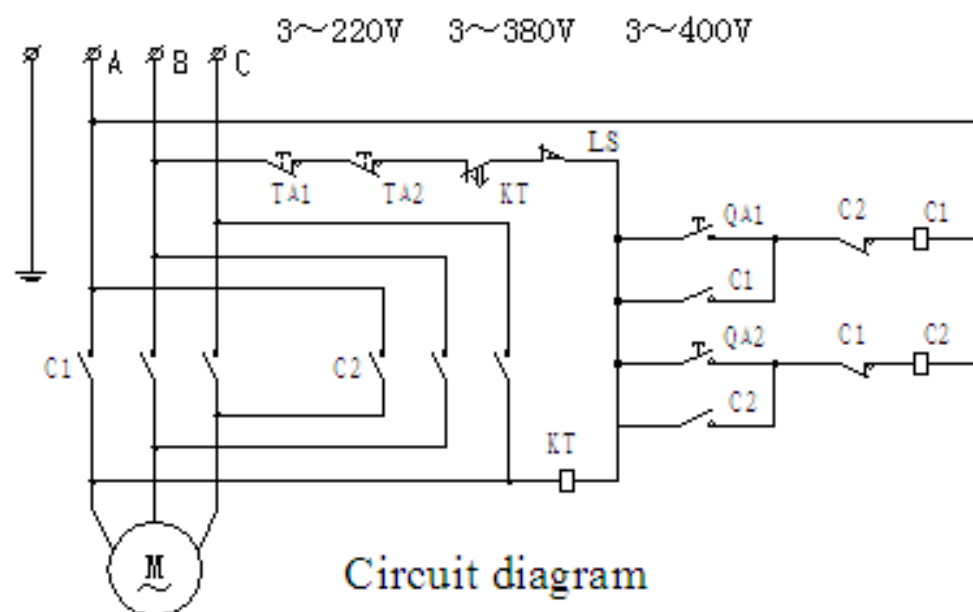 3～220V 3～380V 3～400V
A B C
LS
TA1 TA2 KT
QA1 C2 C1
C1
C1 C2 QA2 C1 C2
C2
KT
M
Circuit diagram